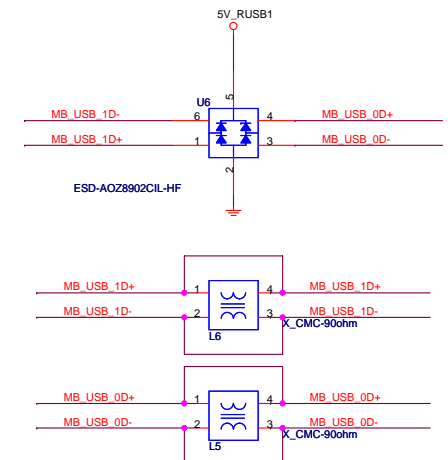 5V_RUSB1
U6
5
MB_USB_1D- 6 4 MB_USB_0D+
MB_USB_1D+ 1 3 MB_USB_0D-
2
ESD-AOZ8902CIL-HF
MB_USB_1D+ 1 4 MB_USB_1D+
MB_USB_1D- 2 3 MB_USB_1D-
L6 X_CMC-90ohm
MB_USB_0D+ 1 4 MB_USB_0D+
MB_USB_0D- 2 3 MB_USB_0D-
L5 X_CMC-90ohm